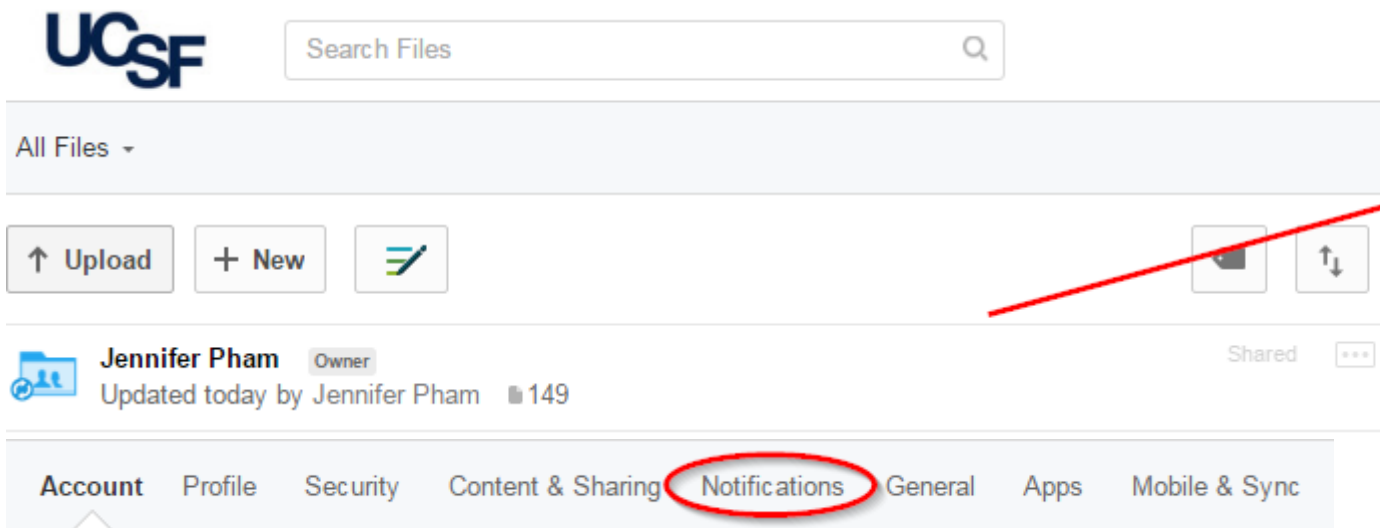 UCSF
Search Files
All Files
Upload
New
Jennifer Pham Owner
Shared
Updated today by Jennifer Pham 149
Account Profile Security Content & Sharing Notifications General Apps Mobile & Sync